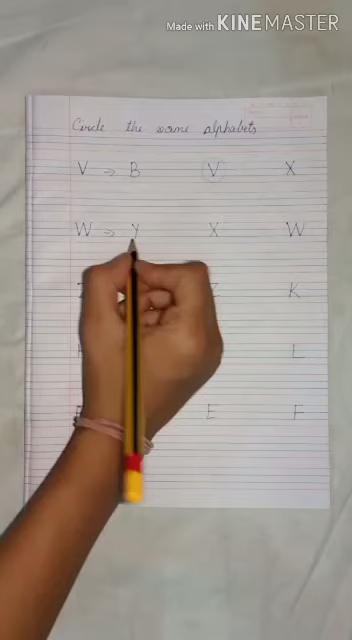 Made with KINEMASTER
Circle the same alphabets
V → B V X
W → Y X W
Z K
L
E F